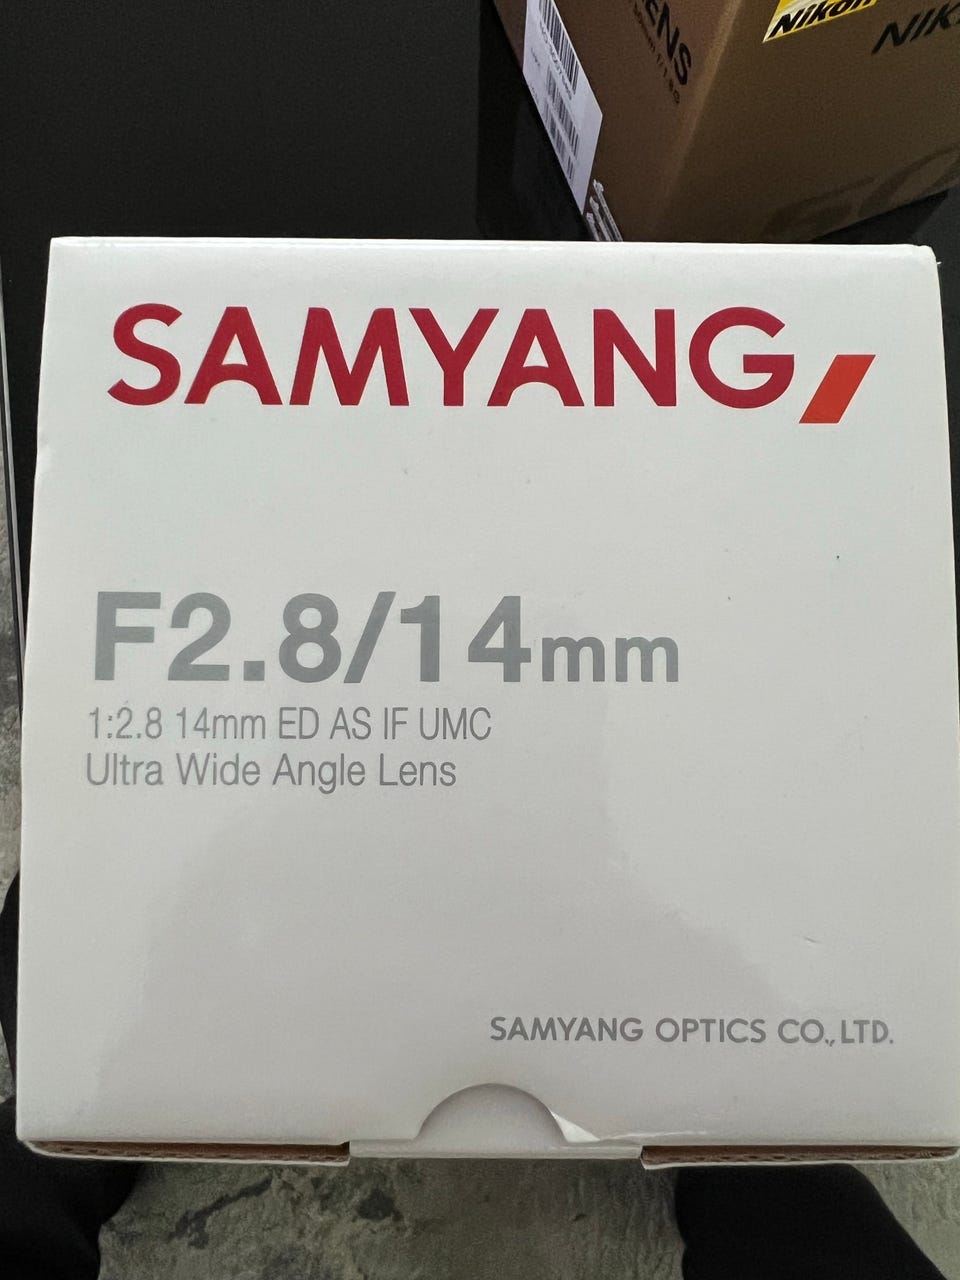 Nikon
SAMYANG
F2.8/14mm
1:2.8 14mm ED AS IF UMC
Ultra Wide Angle Lens
SAMYANG OPTICS CO.,LTD.